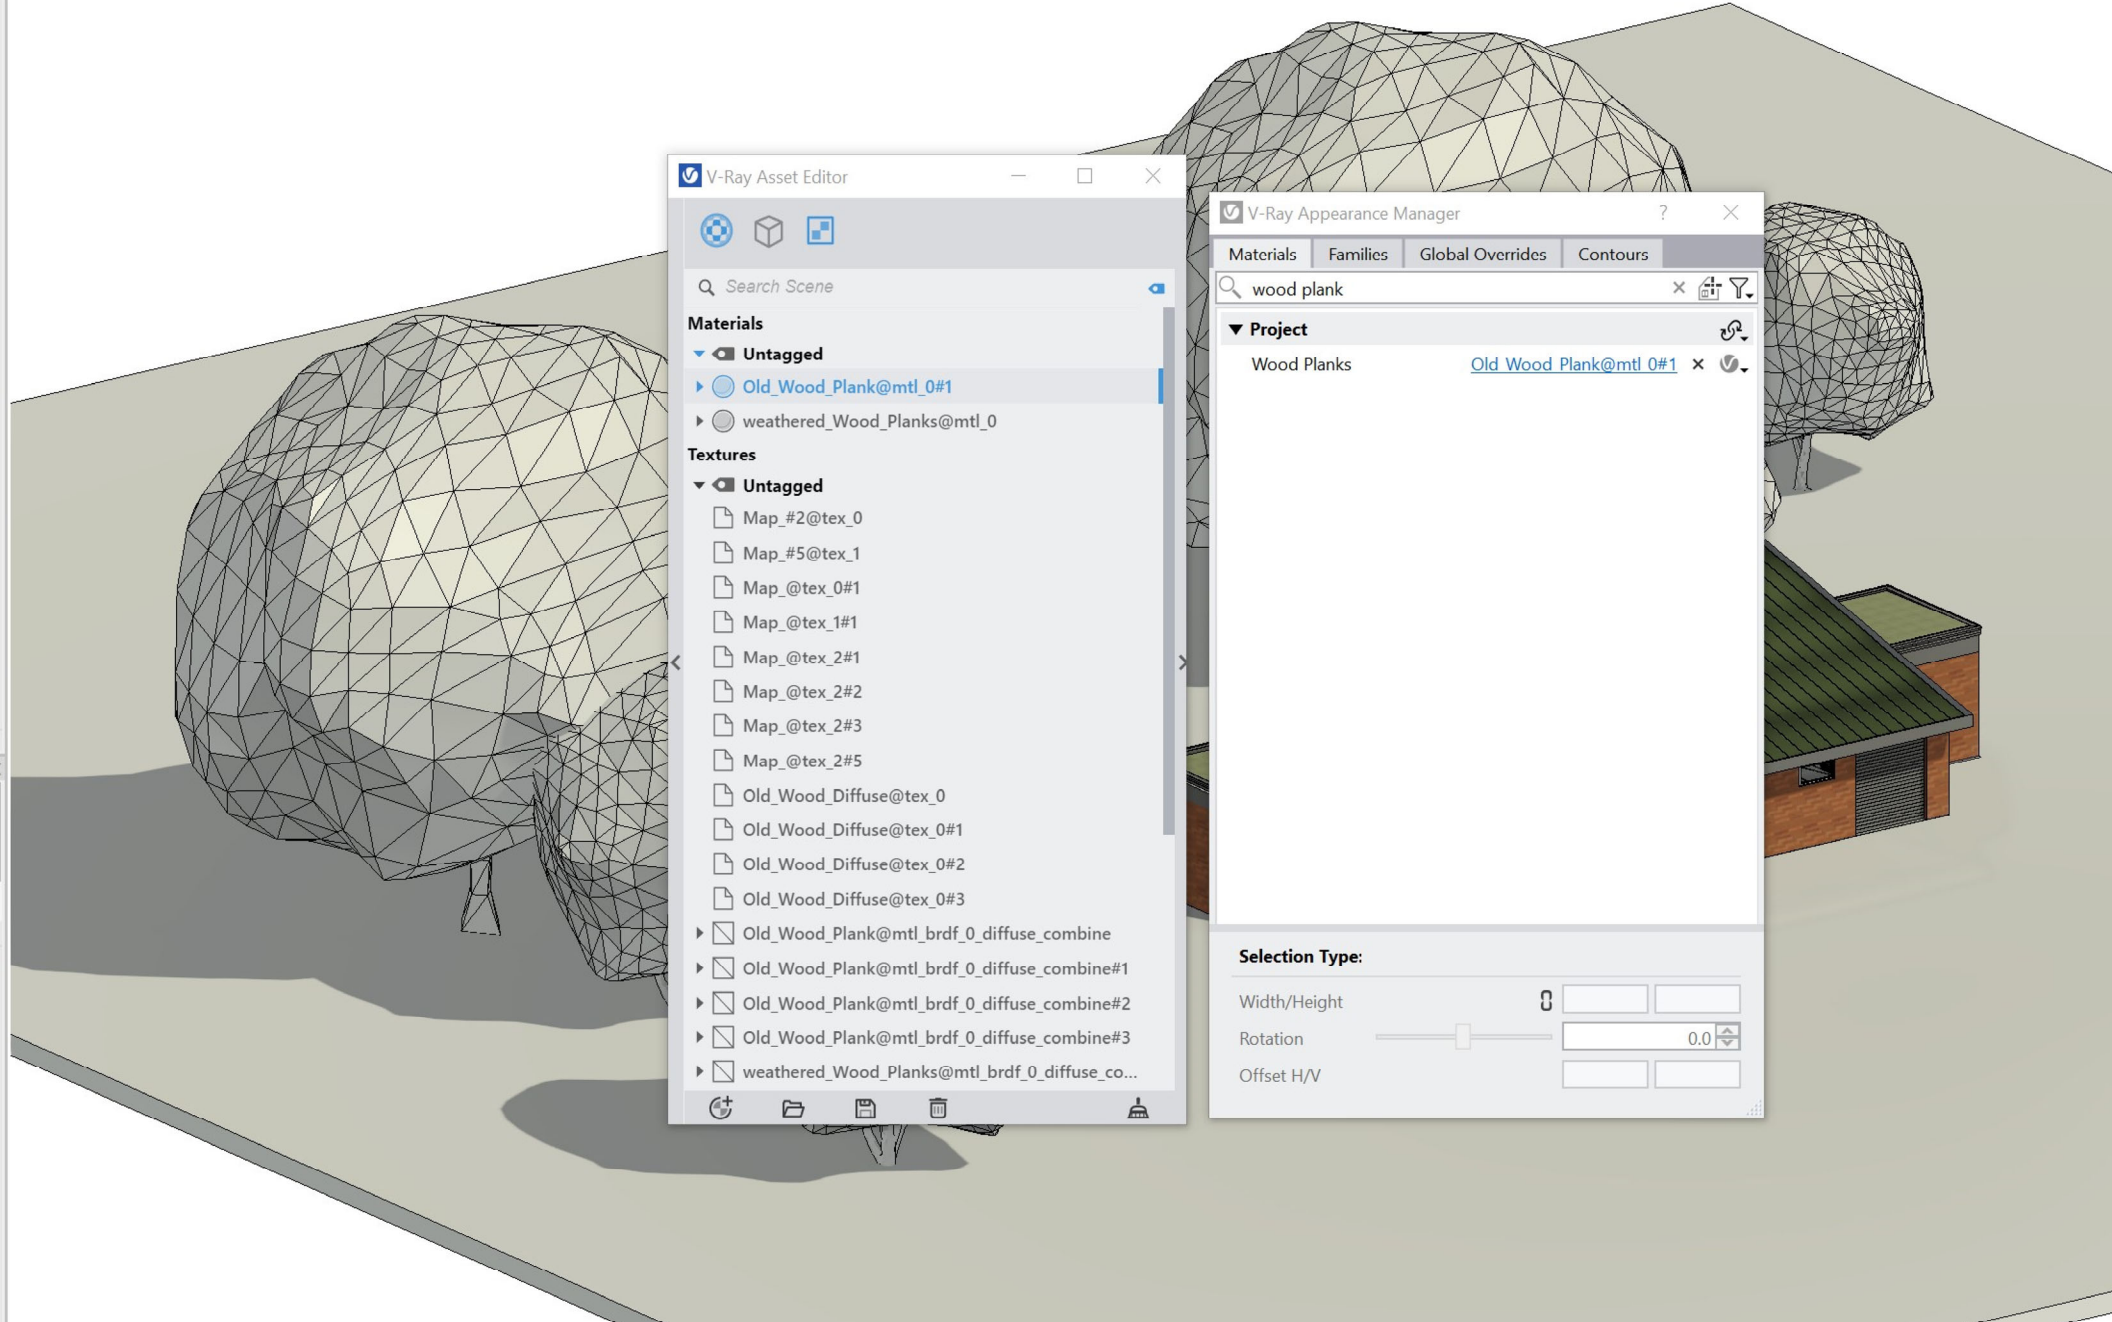 V-Ray Asset Editor
Search Scene
Materials
Untagged
Old_Wood_Plank@mtl_0#1
weathered_Wood_Planks@mtl_0
Textures
Untagged
Map_#2@tex_0
Map_#5@tex_1
Map_@tex_0#1
Map_@tex_1#1
Map_@tex_2#1
Map_@tex_2#2
Map_@tex_2#3
Map_@tex_2#5
Old_Wood_Diffuse@tex_0
Old_Wood_Diffuse@tex_0#1
Old_Wood_Diffuse@tex_0#2
Old_Wood_Diffuse@tex_0#3
Old_Wood_Plank@mtl_brdf_0_diffuse_combine
Old_Wood_Plank@mtl_brdf_0_diffuse_combine#1
Old_Wood_Plank@mtl_brdf_0_diffuse_combine#2
Old_Wood_Plank@mtl_brdf_0_diffuse_combine#3
weathered_Wood_Planks@mtl_brdf_0_diffuse_co...
V-Ray Appearance Manager ?
Materials Families Global Overrides Contours
wood plank
Project
Wood Planks Old_Wood_Plank@mtl_0#1
Selection Type:
Width/Height
Rotation 0.0
Offset H/V